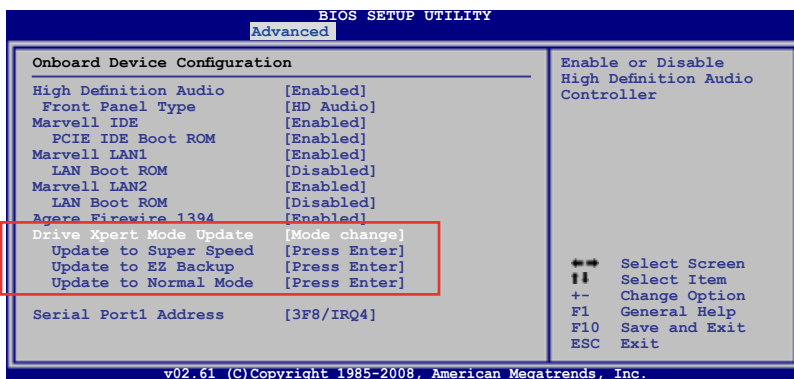 BIOS SETUP UTILITY
Advanced
Onboard Device Configuration
High Definition Audio [Enabled]
Front Panel Type [HD Audio]
Marvell IDE [Enabled]
PCIE IDE Boot ROM [Enabled]
Marvell LAN1 [Enabled]
LAN Boot ROM [Disabled]
Marvell LAN2 [Enabled]
LAN Boot ROM [Disabled]
Agere Firewire 1394 [Enabled]
Drive Xpert Mode Update [Mode change]
Update to Super Speed [Press Enter]
Update to EZ Backup [Press Enter]
Update to Normal Mode [Press Enter]
Serial Port1 Address [3F8/IRQ4]
Enable or Disable
High Definition Audio
Controller
←→ Select Screen
↑↓ Select Item
+- Change Option
F1 General Help
F10 Save and Exit
ESC Exit
v02.61 (C)Copyright 1985-2008, American Megatrends, Inc.